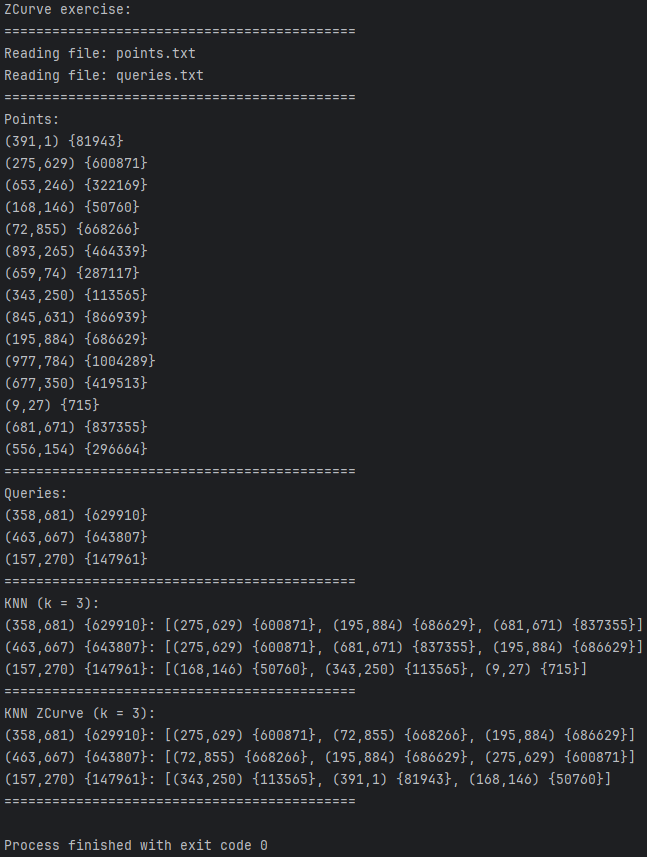 ZCurve exercise:
============================================
Reading file: points.txt
Reading file: queries.txt
============================================
Points:
(391,1) {81943}
(275,629) {600871}
(653,246) {322169}
(168,146) {50760}
(72,855) {668266}
(893,265) {464339}
(659,74) {287117}
(343,250) {113565}
(845,631) {866939}
(195,884) {686629}
(977,784) {1004289}
(677,350) {419513}
(9,27) {715}
(681,671) {837355}
(556,154) {296664}
============================================
Queries:
(358,681) {629910}
(463,667) {643807}
(157,270) {147961}
============================================
KNN (k = 3):
(358,681) {629910}: [(275,629) {600871}, (195,884) {686629}, (681,671) {837355}]
(463,667) {643807}: [(275,629) {600871}, (681,671) {837355}, (195,884) {686629}]
(157,270) {147961}: [(168,146) {50760}, (343,250) {113565}, (9,27) {715}]
============================================
KNN ZCurve (k = 3):
(358,681) {629910}: [(275,629) {600871}, (72,855) {668266}, (195,884) {686629}]
(463,667) {643807}: [(72,855) {668266}, (195,884) {686629}, (275,629) {600871}]
(157,270) {147961}: [(343,250) {113565}, (391,1) {81943}, (168,146) {50760}]
============================================
Process finished with exit code 0